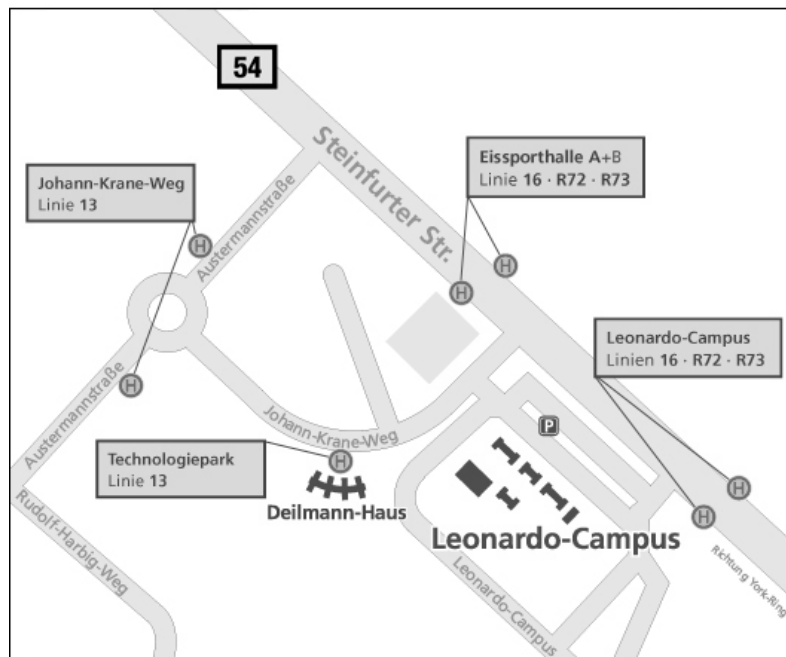 54
Steinfurter Str.
Eissporthalle A+B
Linie 16 · R72 · R73
Johann-Krane-Weg
Linie 13
Austermannstraße
H
H
H
H
Leonardo-Campus
Linien 16 · R72 · R73
Austermannstraße
Johann-Krane-Weg
P
Technologiepark
Linie 13
H
H
H
Deilmann-Haus
Leonardo-Campus
Rudolf-Harbig-Weg
Leonardo-Campus
Richtung York-Ring